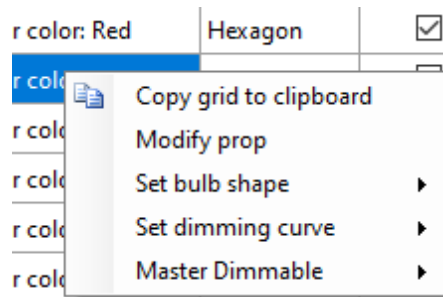 r color: Red Hexagon
r colo
Copy grid to clipboard
r colo
Modify prop
r colo
Set bulb shape
r colo
Set dimming curve
r colo
Master Dimmable